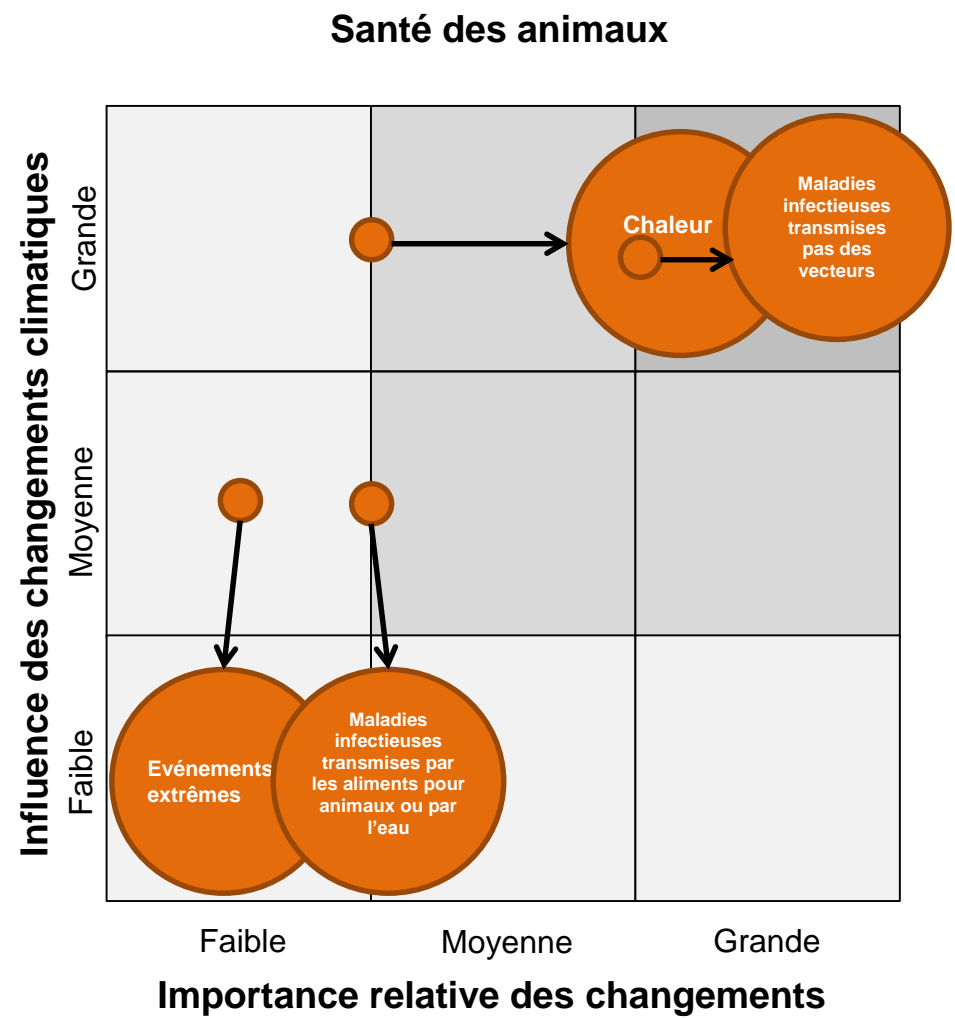 Santé des animaux
Influence des changements climatiques
Grande
Moyenne
Faible
Chaleur
Maladies
infectieuses
transmises
pas des
vecteurs
Evénements
extrêmes
Maladies
infectieuses
transmises par
les aliments pour
animaux ou par
l'eau
Faible
Moyenne
Grande
Importance relative des changements